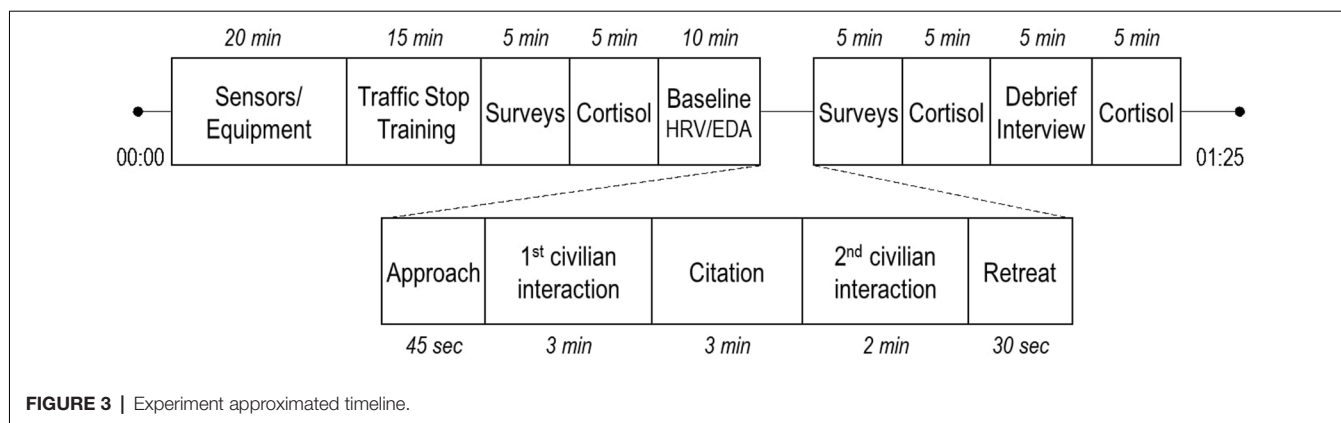 20 min 15 min 5 min 5 min 10 min 5 min 5 min 5 min 5 min
Sensors/
Equipment
Traffic Stop
Training
Surveys
Cortisol
Baseline
HRV/EDA
Surveys
Cortisol
Debrief
Interview
Cortisol
00:00
01:25
Approach
1st civilian
interaction
Citation
2nd civilian
interaction
Retreat
45 sec 3 min 3 min 2 min 30 sec
FIGURE 3 | Experiment approximated timeline.